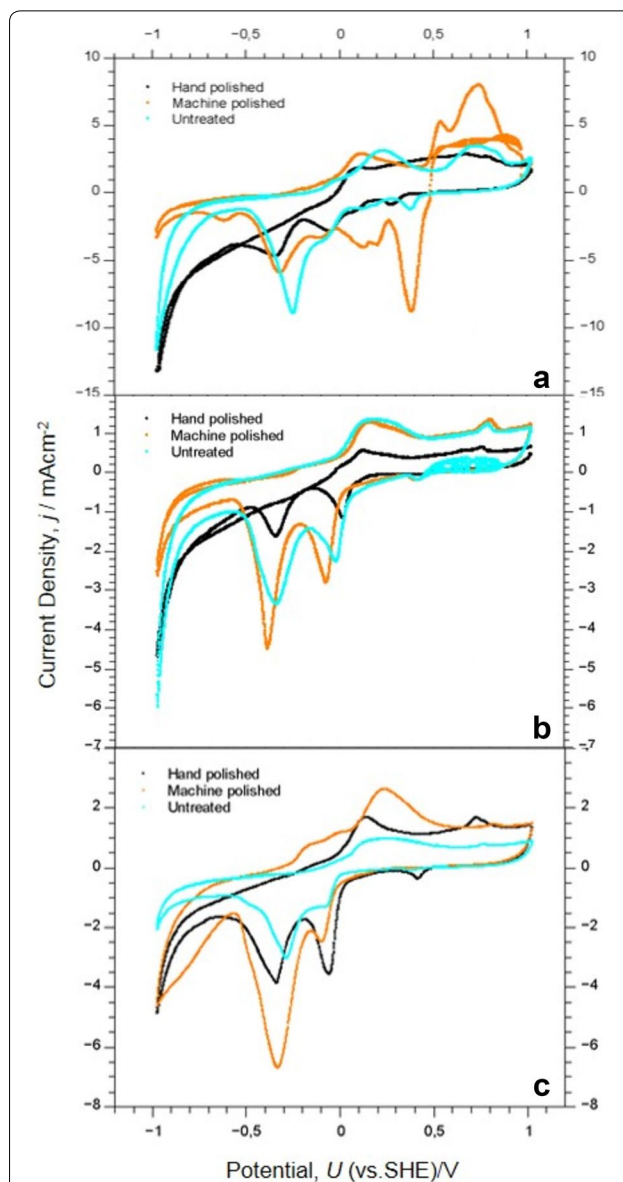 −1 −0,5 0 0,5 1
10 10
Hand polished
Machine polished
Untreated
5 5
0 0
−5 −5
−10 −10
−15 −15
a
Hand polished
Machine polished
Untreated
1 1
0 0
−1 −1
−2 −2
−3 −3
−4 −4
−5 −5
−6 −6
−7 −7
b
Current Density, j / mAcm-2
Hand polished
Machine polished
Untreated
2 2
0 0
−2 −2
−4 −4
−6 −6
−8 −8
c
−1 −0,5 0 0,5 1
Potential, U (vs.SHE)/V